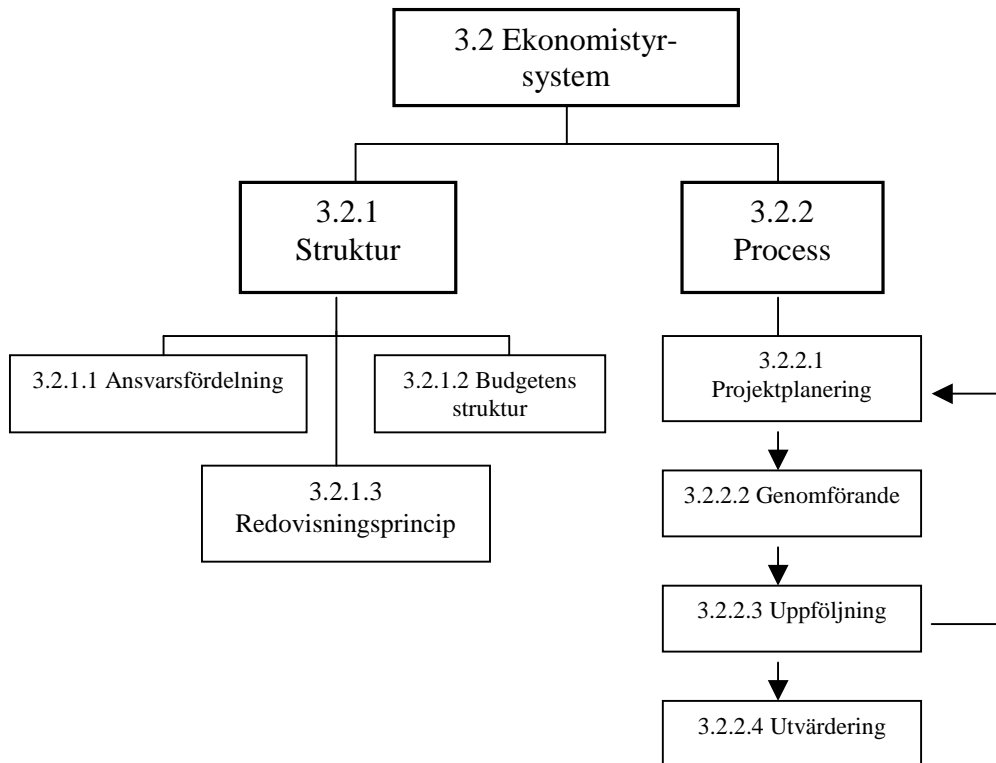 3.2 Ekonomistyr-
system
3.2.1
Struktur
3.2.2
Process
3.2.1.1 Ansvarsfördelning
3.2.1.2 Budgetens
struktur
3.2.1.3
Redovisningsprincip
3.2.2.1
Projektplanering
3.2.2.2 Genomförande
3.2.2.3 Uppföljning
3.2.2.4 Utvärdering